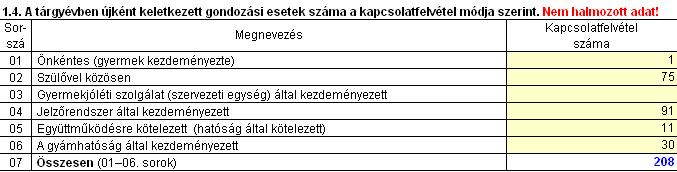 1.4. A tárgyévben újként keletkezett gondozási esetek száma a kapcsolatfelvétel módja szerint. Nem halmozott adat!
Sor-
szá
Megnevezés
Kapcsolatfelvétel
száma
01 Önkéntes (gyermek kezdeményezte) 1
02 Szülővel közösen 75
03 Gyermekjóléti szolgálat (szervezeti egység) által kezdeményezett
04 Jelzőrendszer által kezdeményezett 91
05 Együttműködésre kötelezett (hatóság által kötelezett) 11
06 A gyámhatóság által kezdeményezett 30
07 Összesen (01–06. sorok) 208